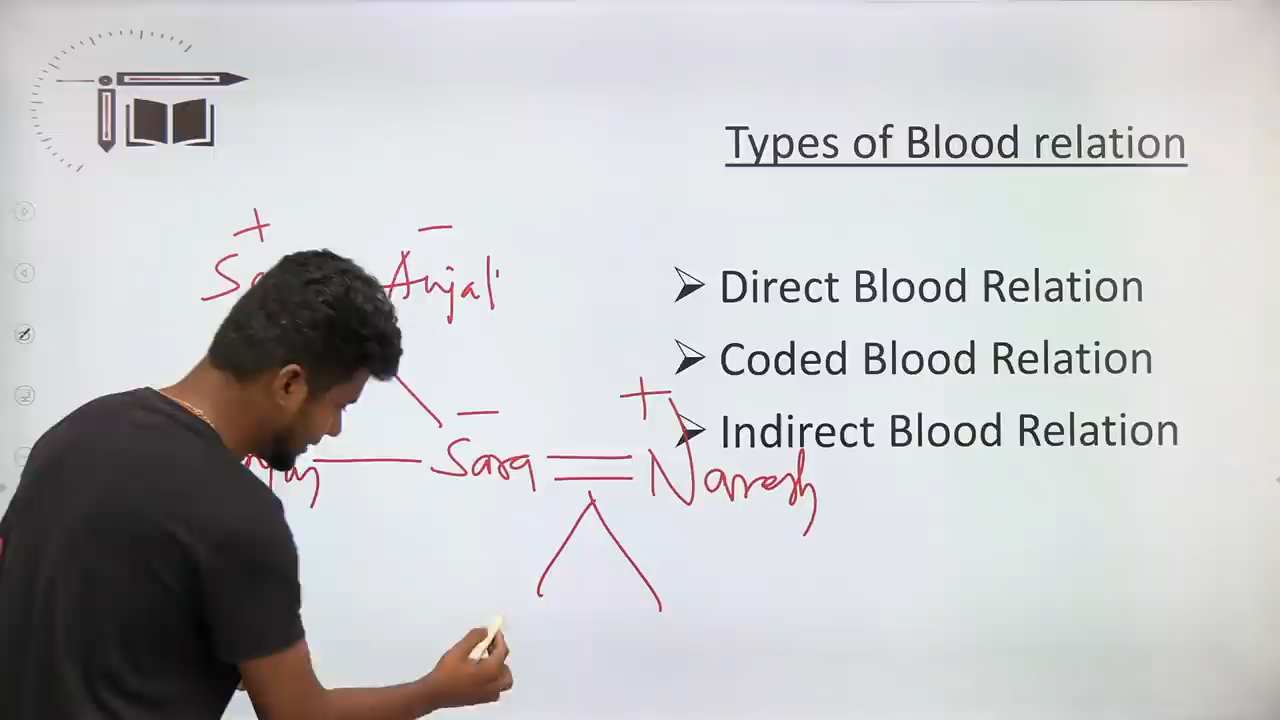 Types of Blood relation
+ −
Anjali
➢ Direct Blood Relation
➢ Coded Blood Relation
➢ Indirect Blood Relation
− +
Sara Naresh